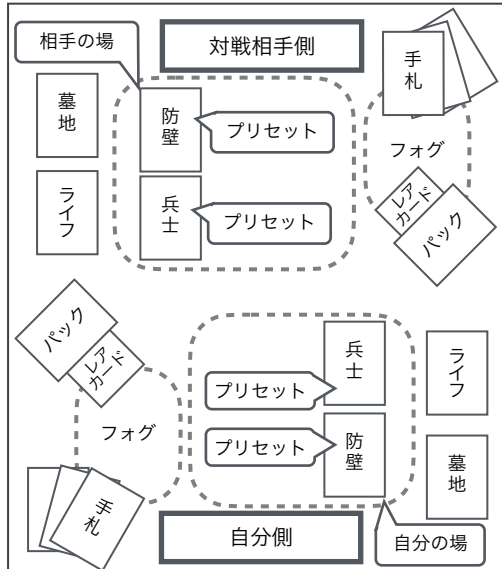 相手の場
対戦相手側
手札
墓地
防壁
プリセット
フォグ
ライフ
兵士
プリセット
レア
カード
パック
パック
レア
カード
兵士
ライフ
プリセット
フォグ
プリセット
防壁
墓地
手札
自分側
自分の場